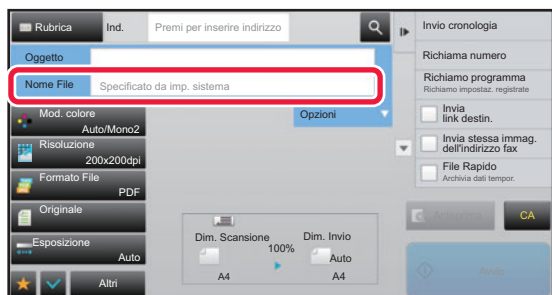 Rubrica
Ind.
Premi per inserire indirizzo
Oggetto
Nome File
Specificato da imp. sistema
Mod. colore
Auto/Mono2
Risoluzione
200x200dpi
Formato File
PDF
Originale
Esposizione
Auto
Altri
Opzioni
Dim. Scansione
100%
Dim. Invio
Auto
A4
A4
Invio cronologia
Richiama numero
Richiamo programma
Richiamo impostaz. registrate
Invia
link destin.
Invia stessa immag.
dell'indirizzo fax
File Rapido
Archivia dati tempor.
CA